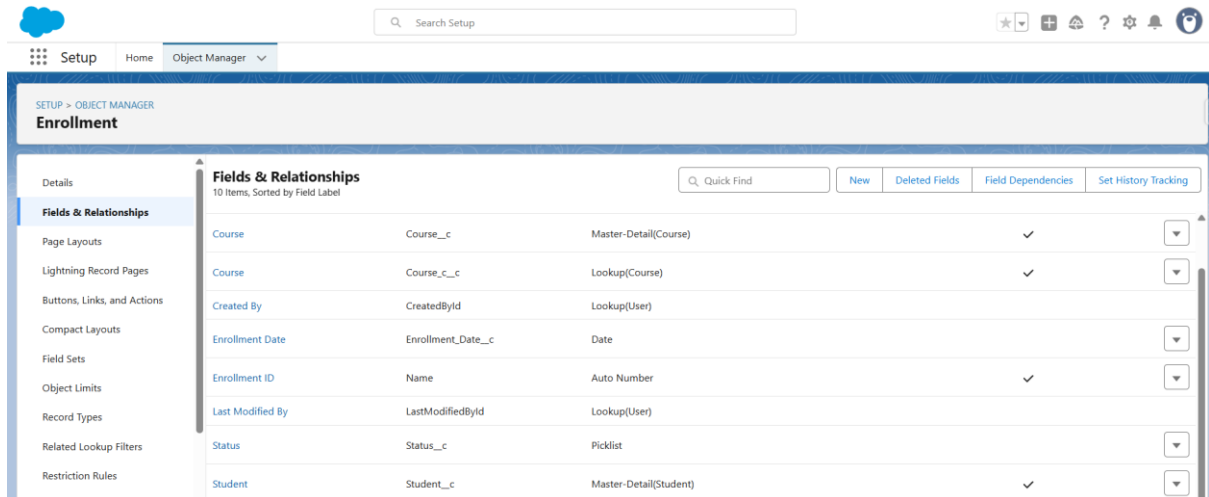 Search Setup
Setup Home Object Manager
SETUP > OBJECT MANAGER
Enrollment
Details
Fields & Relationships
Page Layouts
Lightning Record Pages
Buttons, Links, and Actions
Compact Layouts
Field Sets
Object Limits
Record Types
Related Lookup Filters
Restriction Rules
Fields & Relationships
10 Items, Sorted by Field Label
Quick Find New Deleted Fields Field Dependencies Set History Tracking
Course Course__c Master-Detail(Course)
Course Course_c__c Lookup(Course)
Created By CreatedById Lookup(User)
Enrollment Date Enrollment_Date__c Date
Enrollment ID Name Auto Number
Last Modified By LastModifiedById Lookup(User)
Status Status__c Picklist
Student Student__c Master-Detail(Student)